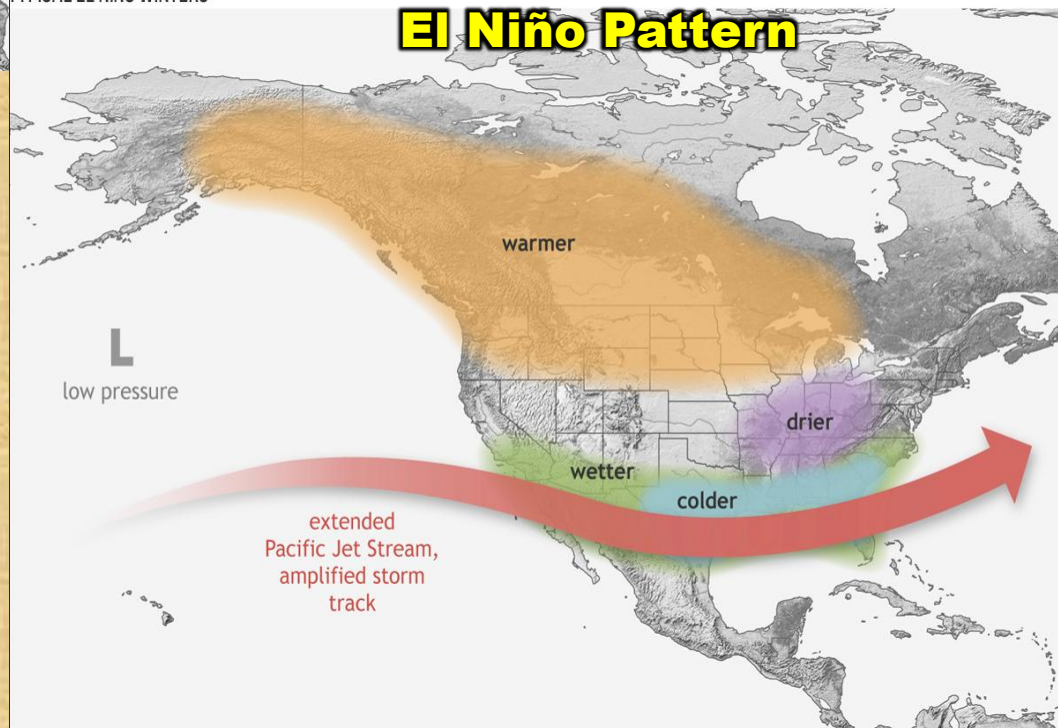 El Niño Pattern
warmer
L
low pressure
drier
wetter
colder
extended
Pacific Jet Stream,
amplified storm
track